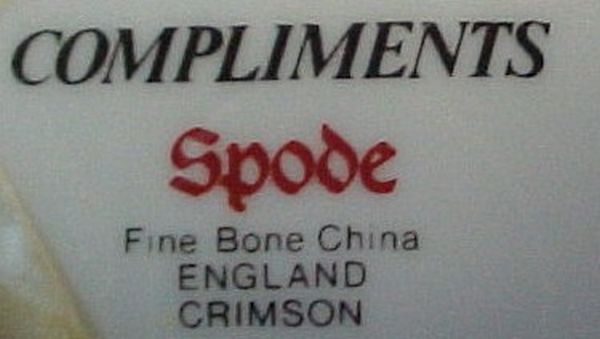 COMPLIMENTS
Spode
Fine Bone China
ENGLAND
CRIMSON